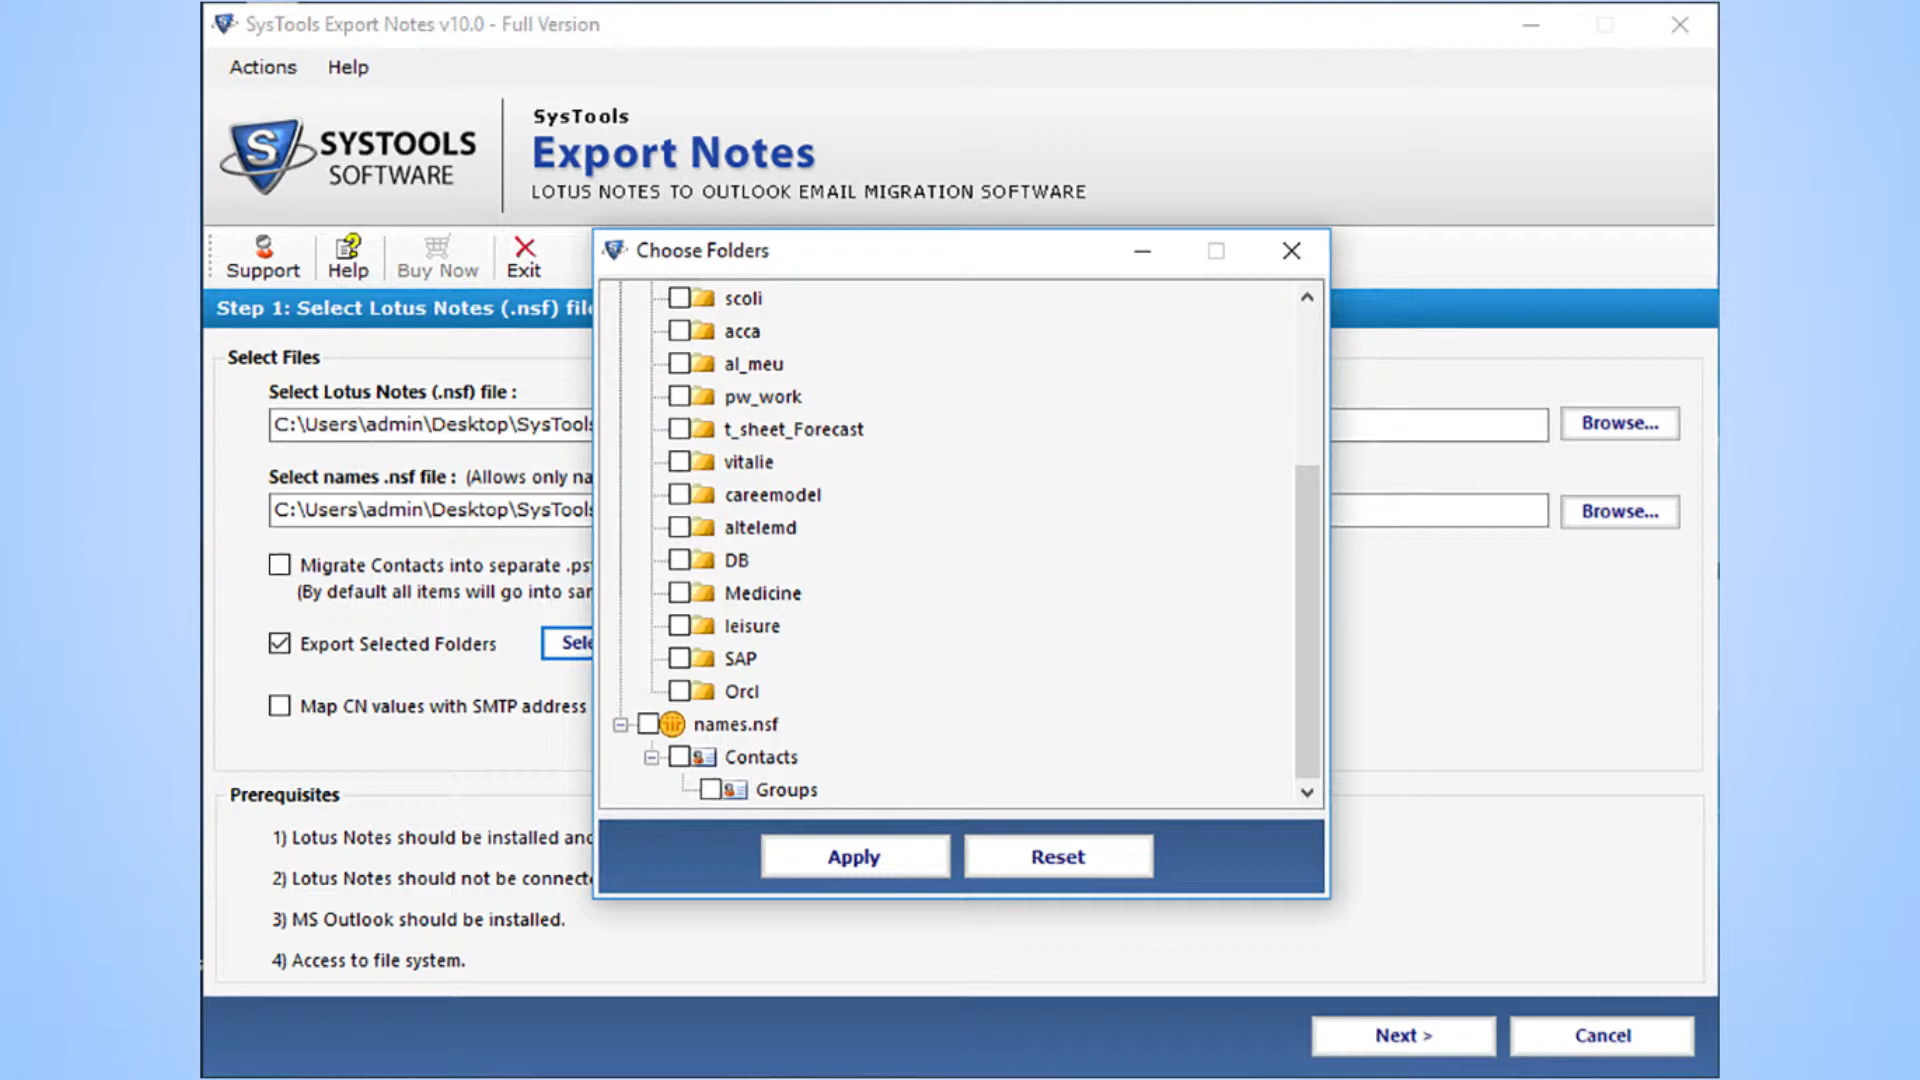 SysTools Export Notes v10.0 - Full Version
Actions Help
S SYSTOOLS
SOFTWARE
SysTools
Export Notes
LOTUS NOTES TO OUTLOOK EMAIL MIGRATION SOFTWARE
Support Help Buy Now Exit
Step 1: Select Lotus Notes (.nsf) file
Select Files
Select Lotus Notes (.nsf) file :
C:\Users\admin\Desktop\SysTools
Browse...
Select names .nsf file : (Allows only na
C:\Users\admin\Desktop\SysTools
Browse...
Migrate Contacts into separate .pst
(By default all items will go into sam
Export Selected Folders
Sele
Map CN values with SMTP address
Prerequisites
1) Lotus Notes should be installed and
2) Lotus Notes should not be connecte
3) MS Outlook should be installed.
4) Access to file system.
Choose Folders
scoli
acca
al_meu
pw_work
t_sheet_Forecast
vitalie
careemodel
altelemd
DB
Medicine
leisure
SAP
Orcl
names.nsf
Contacts
Groups
Apply Reset
Next > Cancel